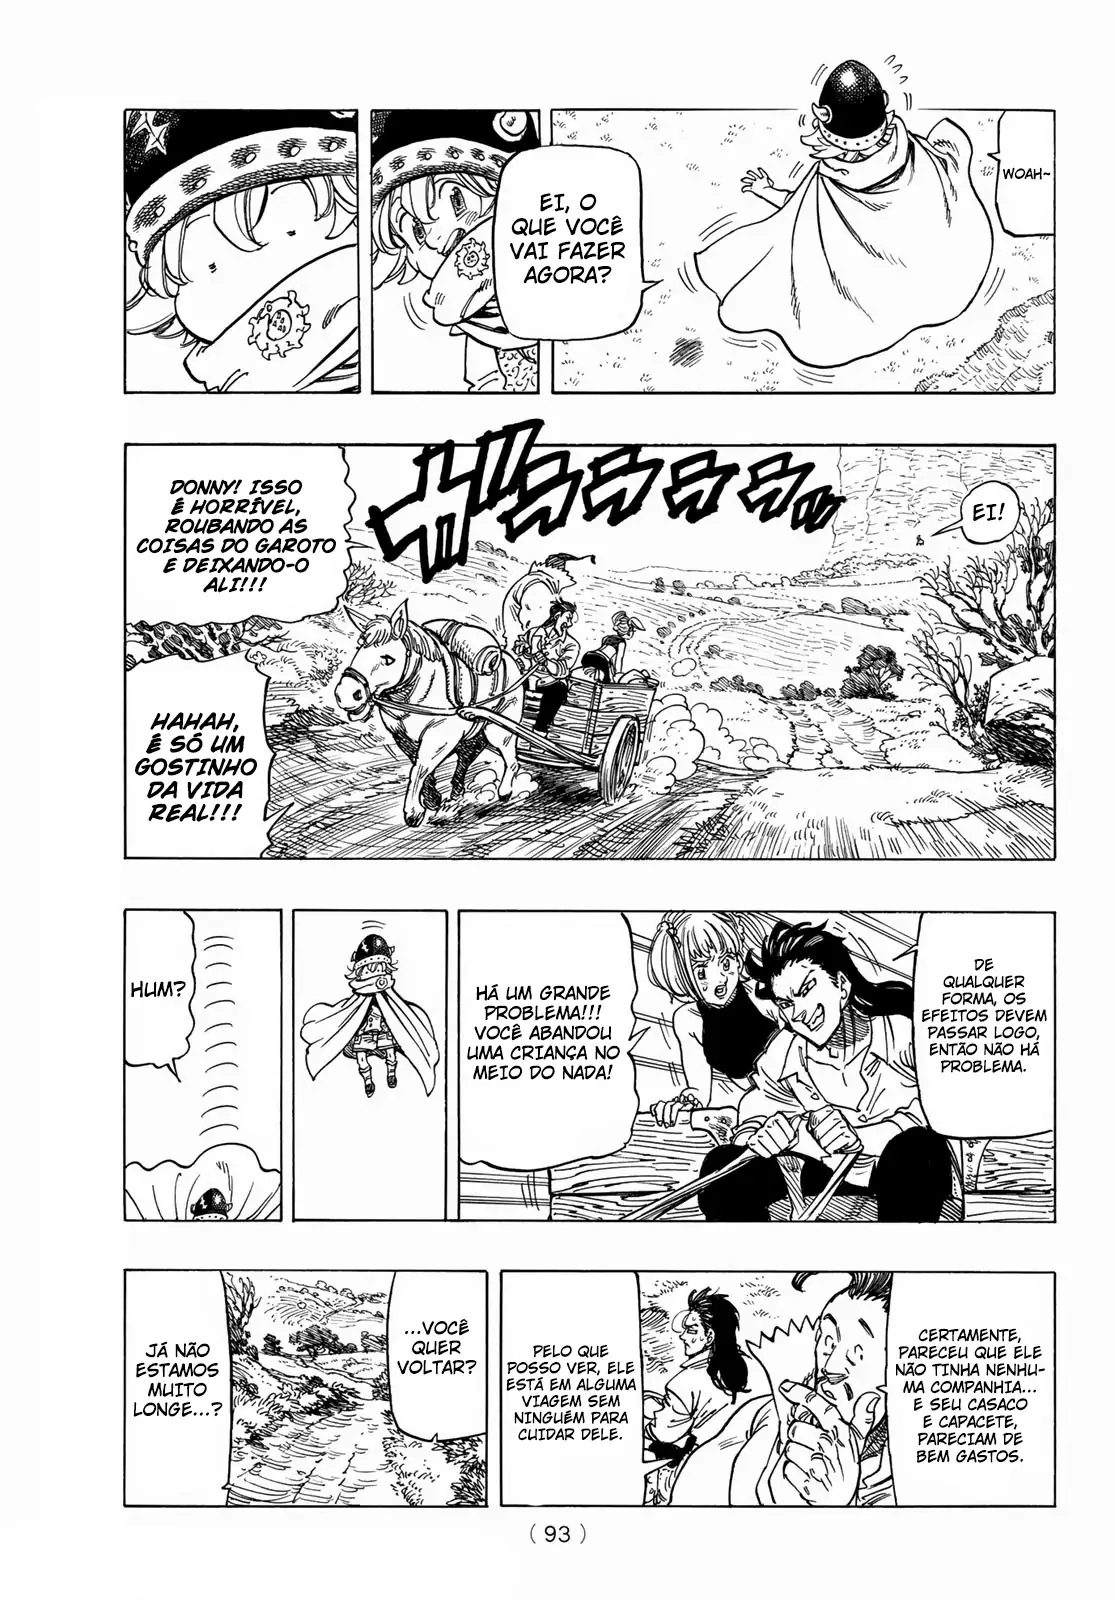 WOAH~
EI, O
QUE VOCÊ
VAI FAZER
AGORA?
EI!
DONNY! ISSO
É HORRÍVEL,
ROUBANDO AS
COISAS DO GAROTO
E DEIXANDO-O
ALI!!!
HAHAH,
É SÓ UM
GOSTINHO
DA VIDA
REAL!!!
DE
QUALQUER
FORMA, OS
EFEITOS DEVEM
PASSAR LOGO,
ENTÃO NÃO HÁ
PROBLEMA.
HÁ UM GRANDE
PROBLEMA!!!
VOCÊ ABANDOU
UMA CRIANÇA NO
MEIO DO NADA!
HUM?
CERTAMENTE,
PARECEU QUE ELE
NÃO TINHA NENHU-
MA COMPANHIA...
E SEU CASACO
E CAPACETE,
PARECIAM DE
BEM GASTOS.
PELO QUE
POSSO VER, ELE
ESTÁ EM ALGUMA
VIAGEM SEM
NINGUÉM PARA
CUIDAR DELE.
...VOCÊ
QUER
VOLTAR?
JÁ NÃO
ESTAMOS
MUITO
LONGE...?
( 93 )